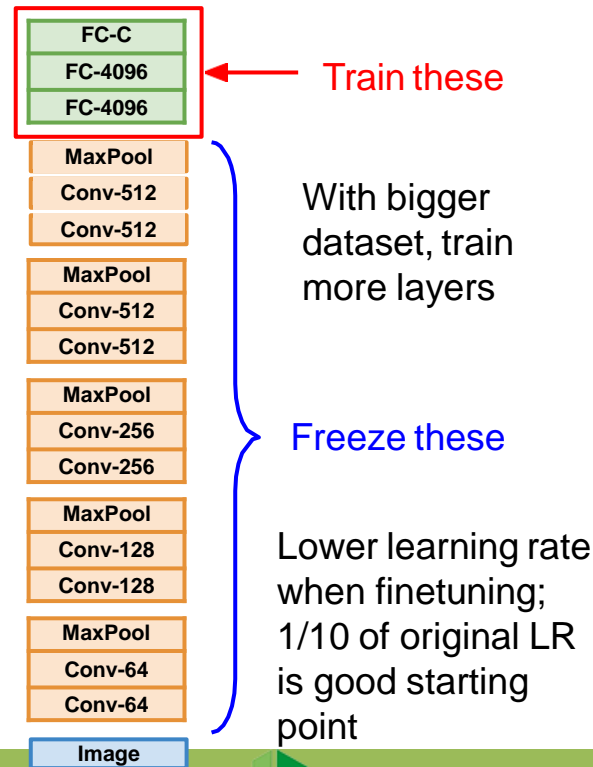 FC-C
FC-4096
FC-4096
Train these
MaxPool
Conv-512
Conv-512
With bigger
dataset, train
more layers
MaxPool
Conv-512
Conv-512
MaxPool
Conv-256
Conv-256
Freeze these
MaxPool
Conv-128
Conv-128
Lower learning rate
when finetuning;
1/10 of original LR
is good starting
point
MaxPool
Conv-64
Conv-64
Image